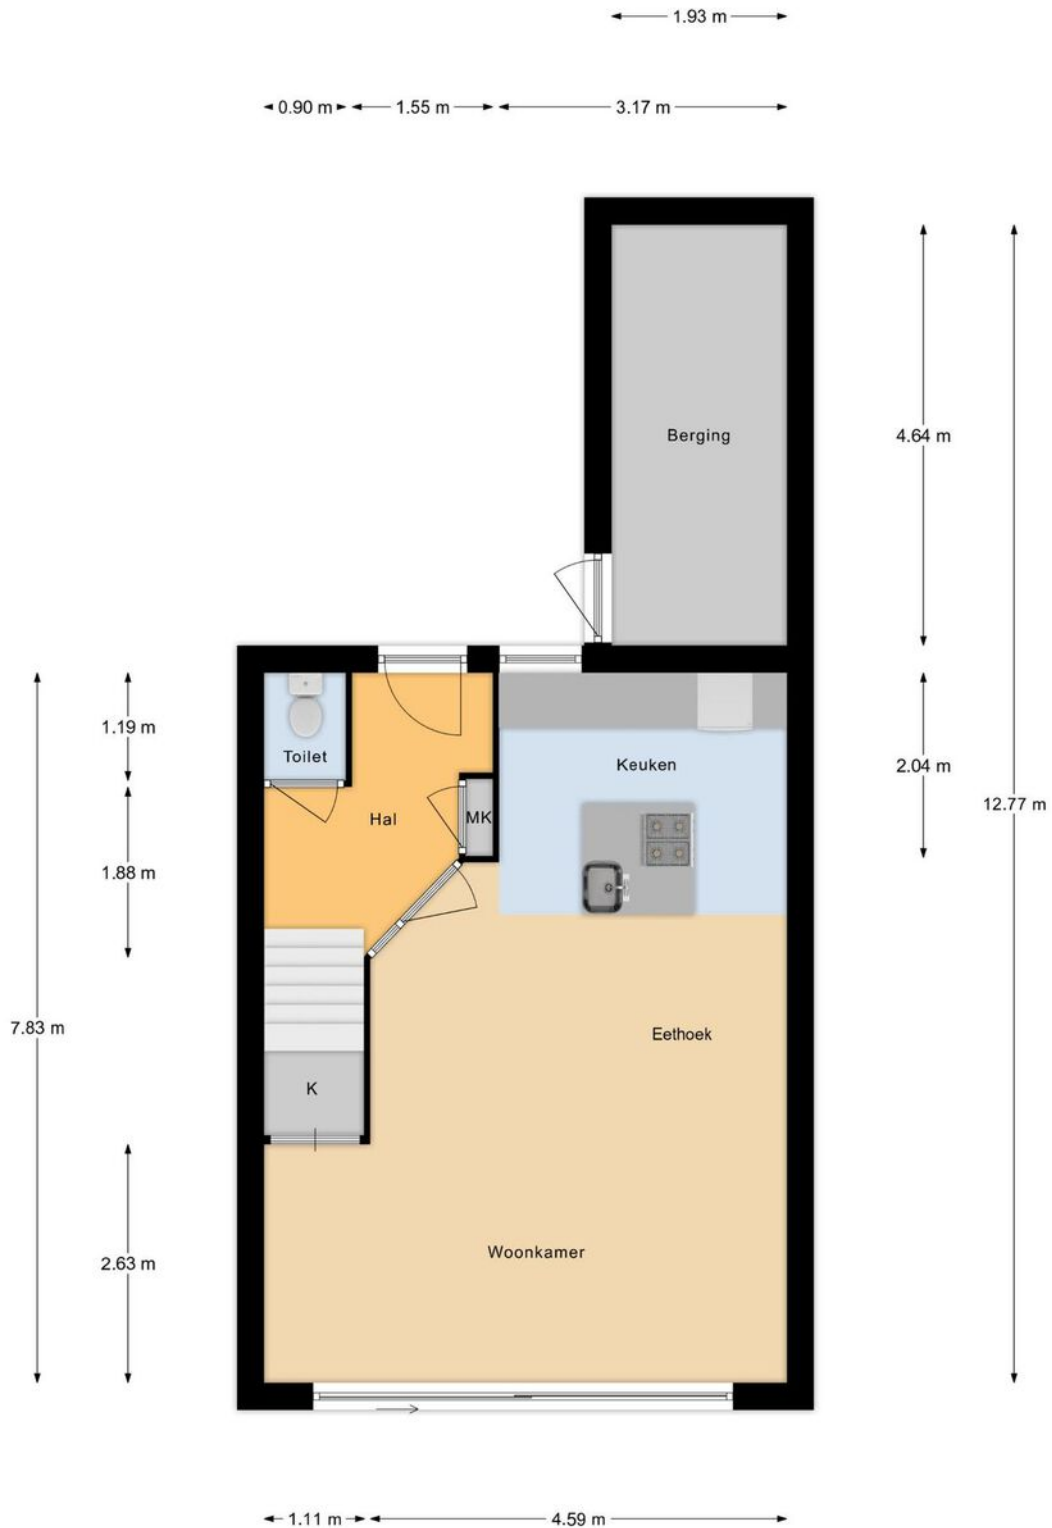 1.93 m
0.90 m 1.55 m 3.17 m
Berging
4.64 m
1.19 m
Toilet
Keuken
2.04 m
12.77 m
Hal
MK
1.88 m
7.83 m
Eethoek
K
Woonkamer
2.63 m
1.11 m 4.59 m